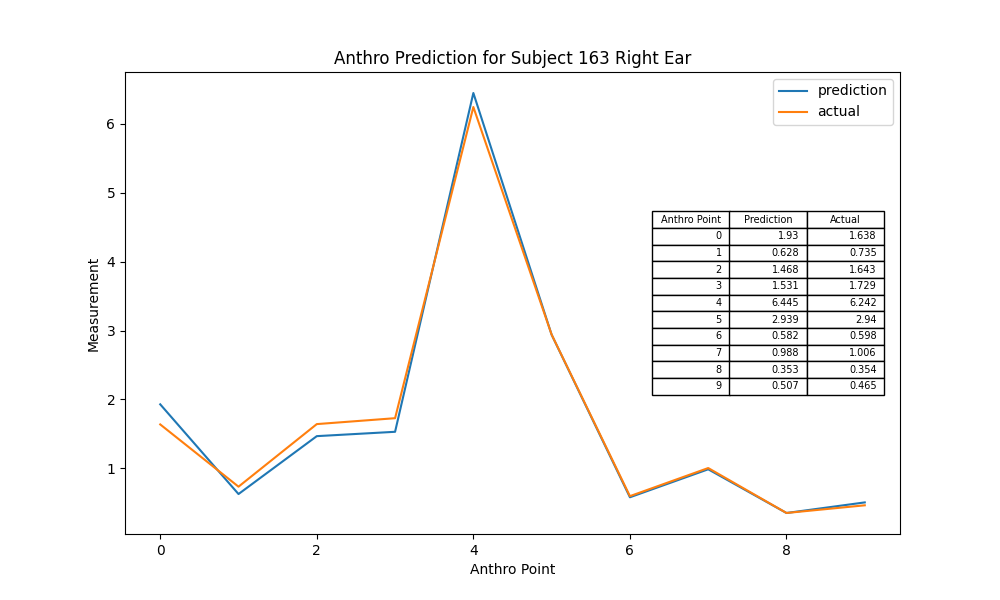 Anthro Prediction for Subject 163 Right Ear
prediction
actual
Measurement
6
5
4
3
2
1
Anthro Point Prediction Actual
0 1.93 1.638
1 0.628 0.735
2 1.468 1.643
3 1.531 1.729
4 6.445 6.242
5 2.939 2.94
6 0.582 0.598
7 0.988 1.006
8 0.353 0.354
9 0.507 0.465
0 2 4 6 8
Anthro Point